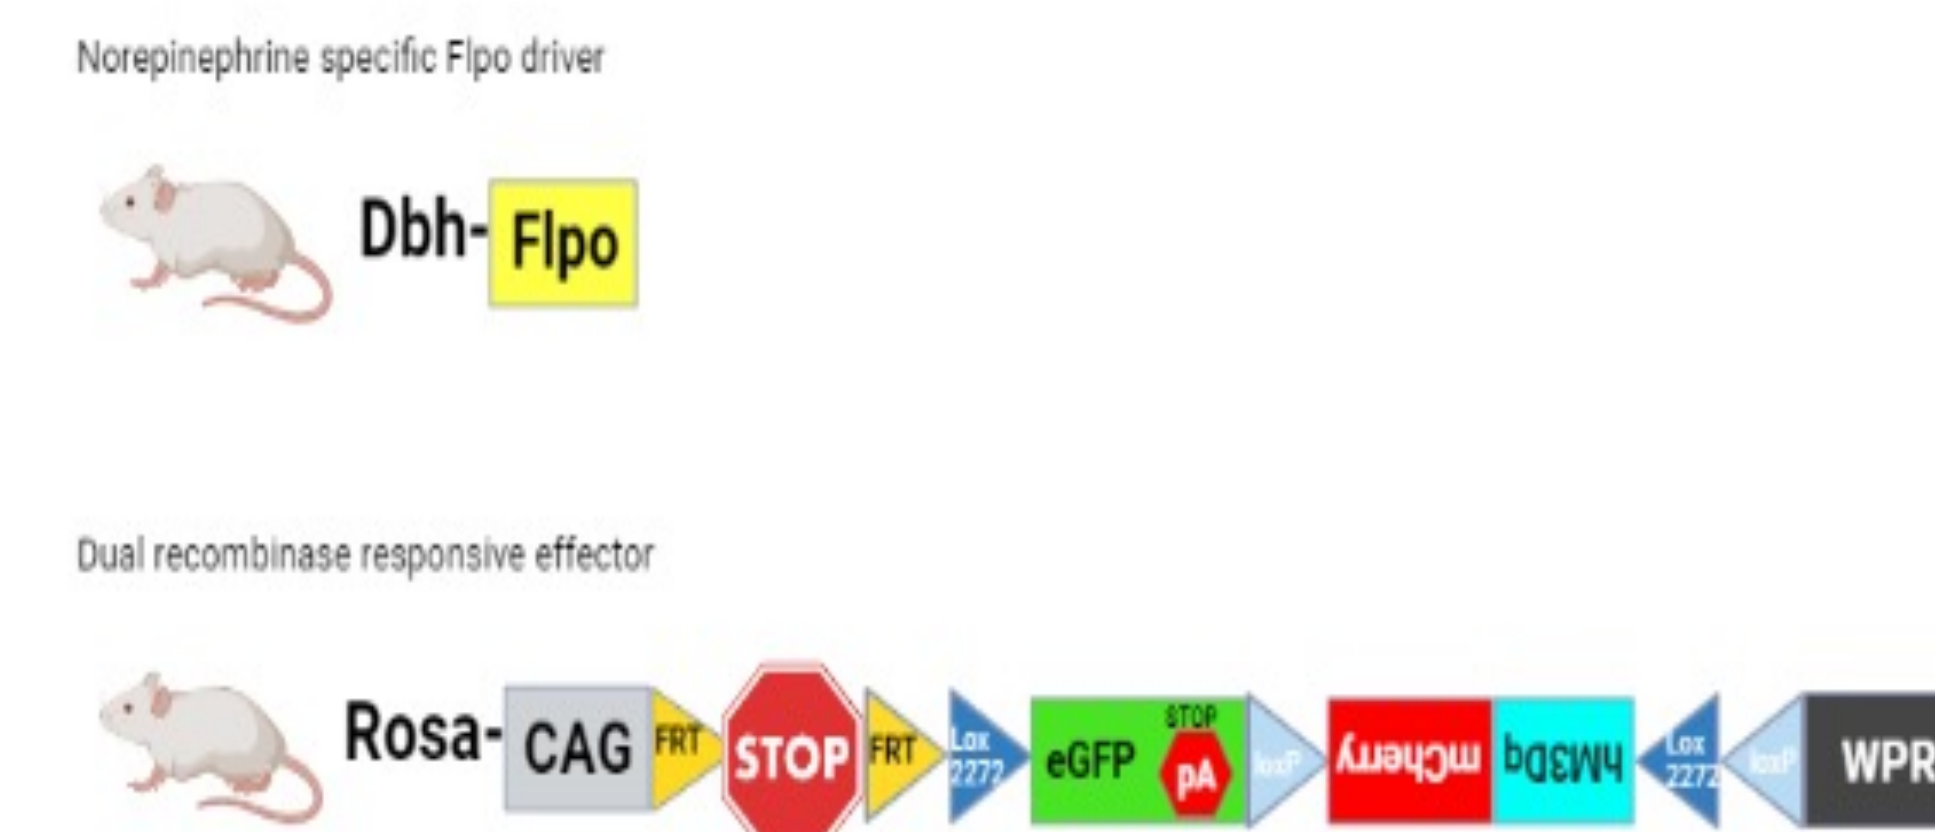 Norepinephrine specific Flpo driver
Dbh- Flpo
Dual recombinase responsive effector
Rosa- CAG FRT STOP FRT Lox 2272 eGFP STOP pA loxP mCherry hM3Dq Lox 2272 loxP WPR